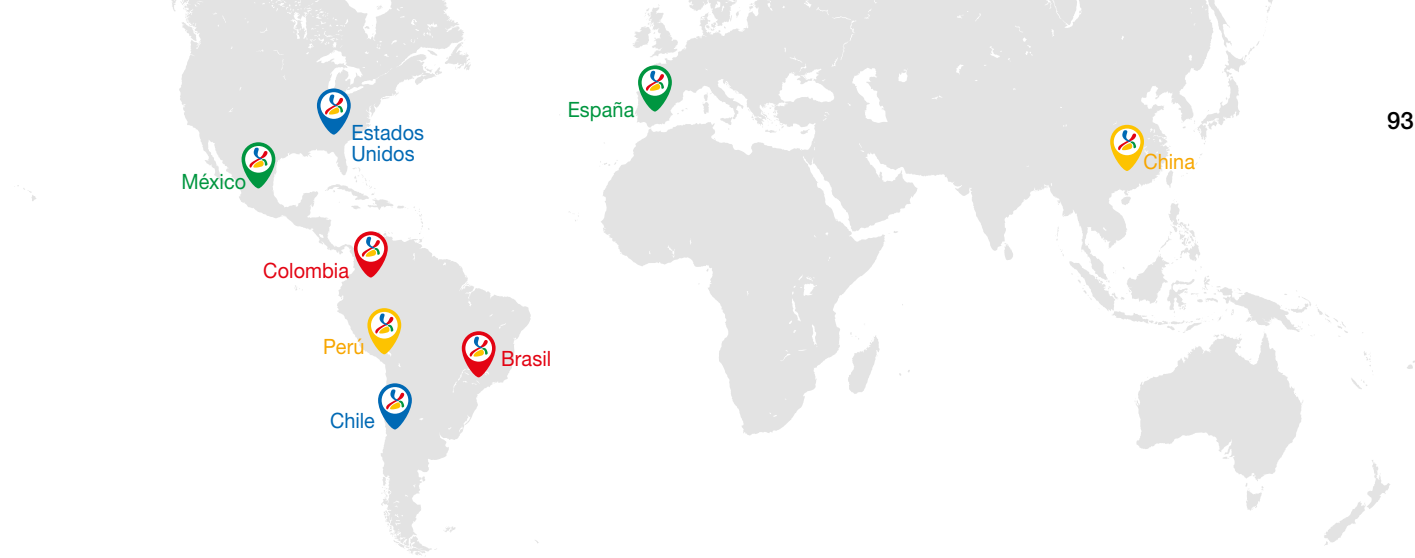 España
93
Estados
Unidos
China
México
Colombia
Perú
Brasil
Chile